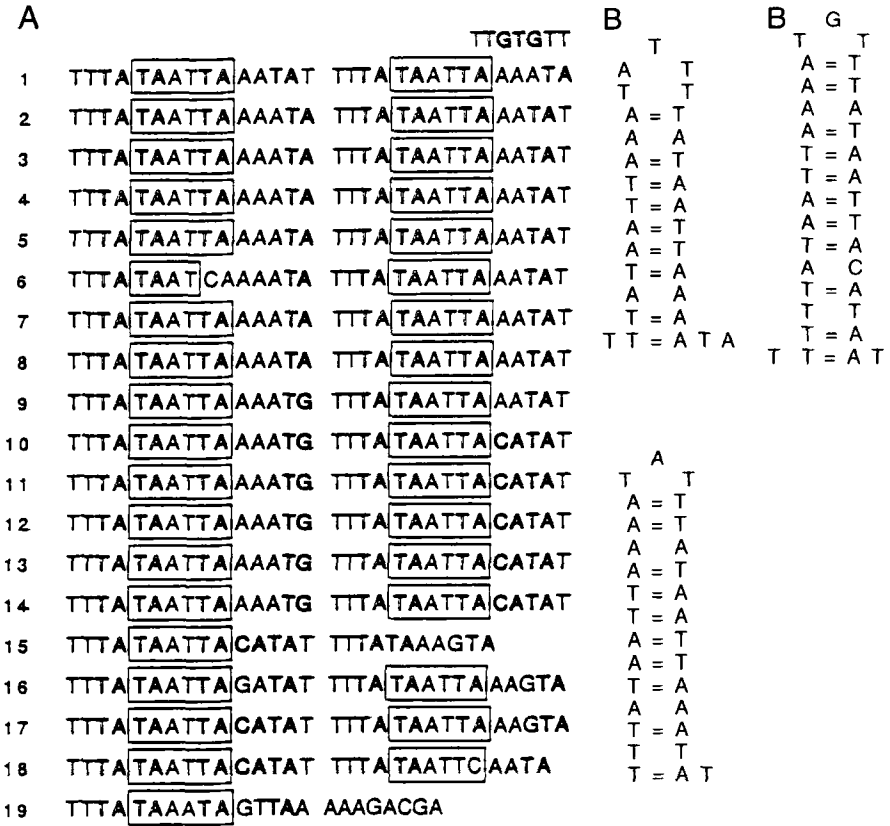 A
TTGTGTT
1 TTTA TAATTA AATAT TTTA TAATTA AAATA
2 TTTA TAATTA AAATA TTTA TAATTA AATAT
3 TTTA TAATTA AAATA TTTA TAATTA AATAT
4 TTTA TAATTA AAATA TTTA TAATTA AATAT
5 TTTA TAATTA AAATA TTTA TAATTA AATAT
6 TTTA TAAT CAAAATA TTTA TAATTA AATAT
7 TTTA TAATTA AAATA TTTA TAATTA AATAT
8 TTTA TAATTA AAATA TTTA TAATTA AATAT
9 TTTA TAATTA AAATG TTTA TAATTA AATAT
10 TTTA TAATTA AAATG TTTA TAATTA CATAT
11 TTTA TAATTA AAATG TTTA TAATTA CATAT
12 TTTA TAATTA AAATG TTTA TAATTA CATAT
13 TTTA TAATTA AAATG TTTA TAATTA CATAT
14 TTTA TAATTA AAATG TTTA TAATTA CATAT
15 TTTA TAATTA CATAT TTTATAAAGTA
16 TTTA TAATTA GATAT TTTA TAATTA AAGTA
17 TTTA TAATTA CATAT TTTA TAATTA AAGTA
18 TTTA TAATTA CATAT TTTA TAATTC AATA
19 TTTA TAAATA GTTAA AAAGACGA
B
T
A T
T T
A = T
A A
A = T
T = A
T = A
A = T
A = T
T = A
A A
T = A
T T = A T A
B
G
T T
A = T
A = T
A A
A = T
T = A
T = A
A = T
A = T
T = A
A C
T = A
T T
T = A
T T = A T
A
T T
A = T
A = T
A A
A = T
T = A
T = A
A = T
A = T
T = A
A A
T = A
T T
T = A T